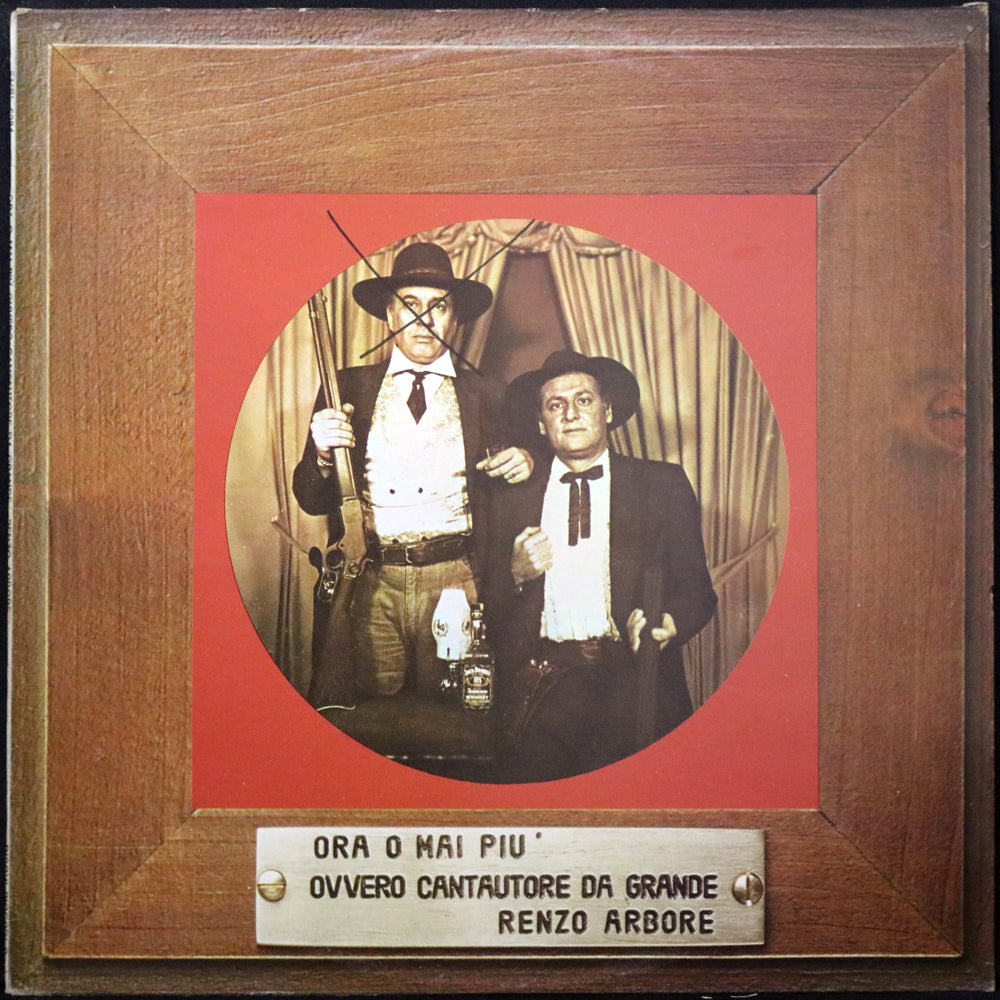 ORA O MAI PIU'
OVVERO CANTAUTORE DA GRANDE
RENZO ARBORE